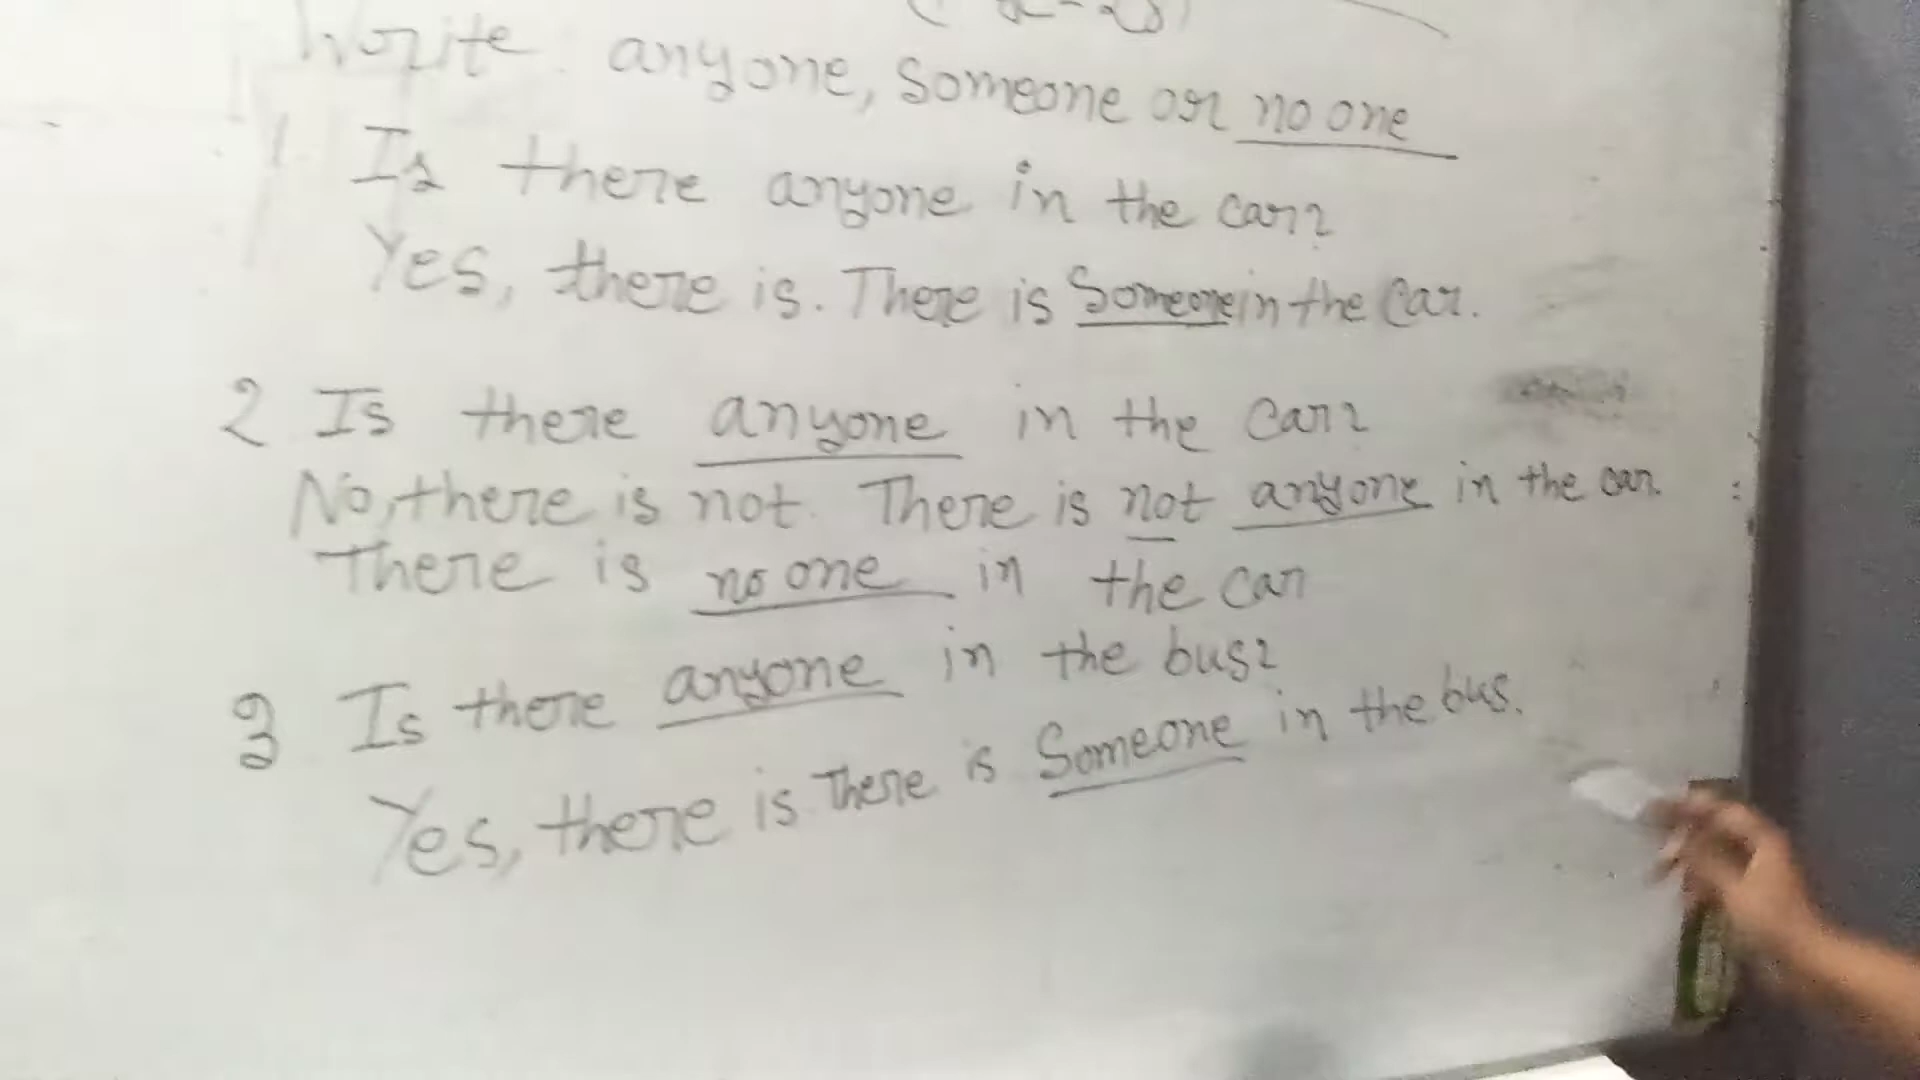 Write anyone, someone or no one
1. Is there anyone in the car?
Yes, there is. There is Someone in the Car.
2 Is there anyone in the Car?
No, there is not. There is not anyone in the car.
There is no one in the car
3 Is there anyone in the bus?
Yes, there is There is Someone in the bus.